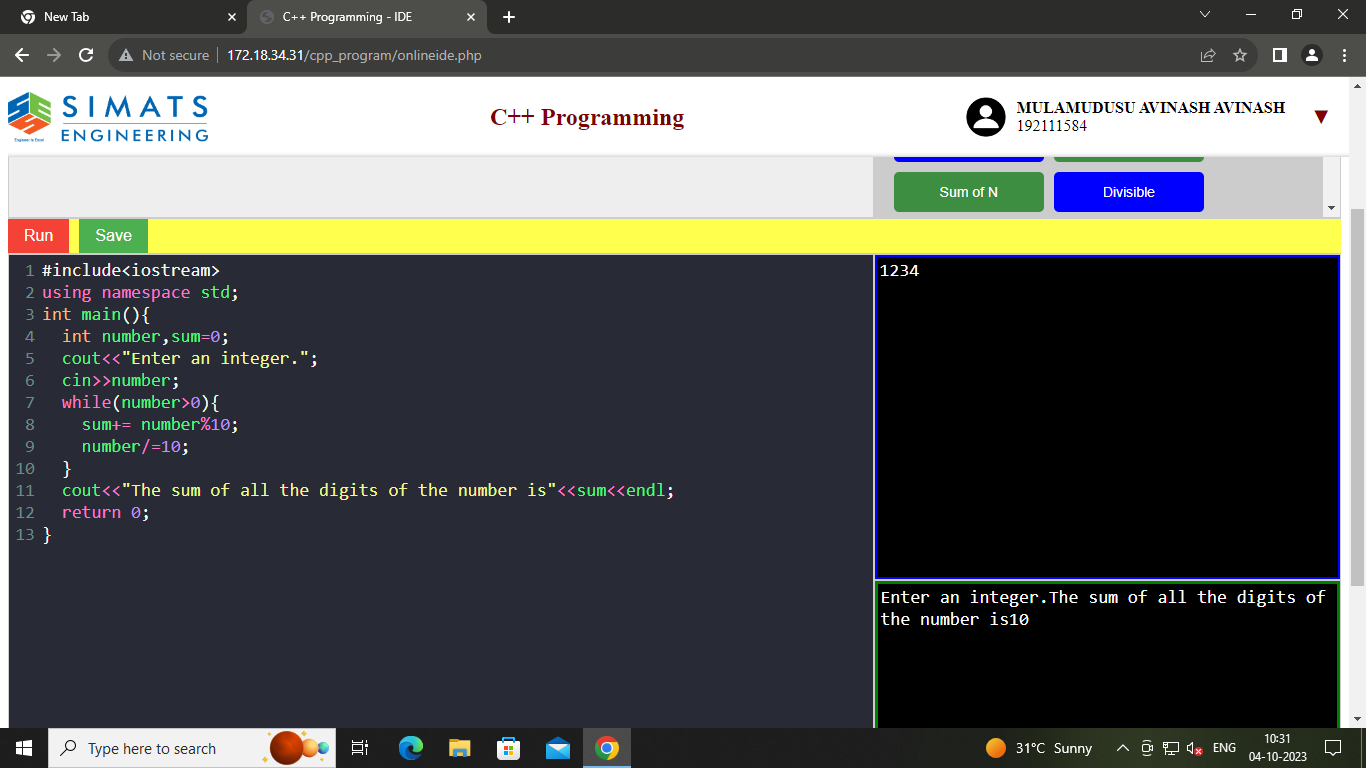 New Tab
C++ Programming - IDE
Not secure
172.18.34.31/cpp_program/onlineide.php
SIMATS
ENGINEERING
C++ Programming
MULAMUDUSU AVINASH AVINASH
192111584
Sum of N
Divisible
Run
Save
1 #include<iostream>
2 using namespace std;
3 int main(){
4 int number,sum=0;
5 cout<<"Enter an integer.";
6 cin>>number;
7 while(number>0){
8 sum+= number%10;
9 number/=10;
10 }
11 cout<<"The sum of all the digits of the number is"<<sum<<endl;
12 return 0;
13 }
1234
Enter an integer.The sum of all the digits of
the number is10
Type here to search
31°C Sunny
ENG
10:31
04-10-2023